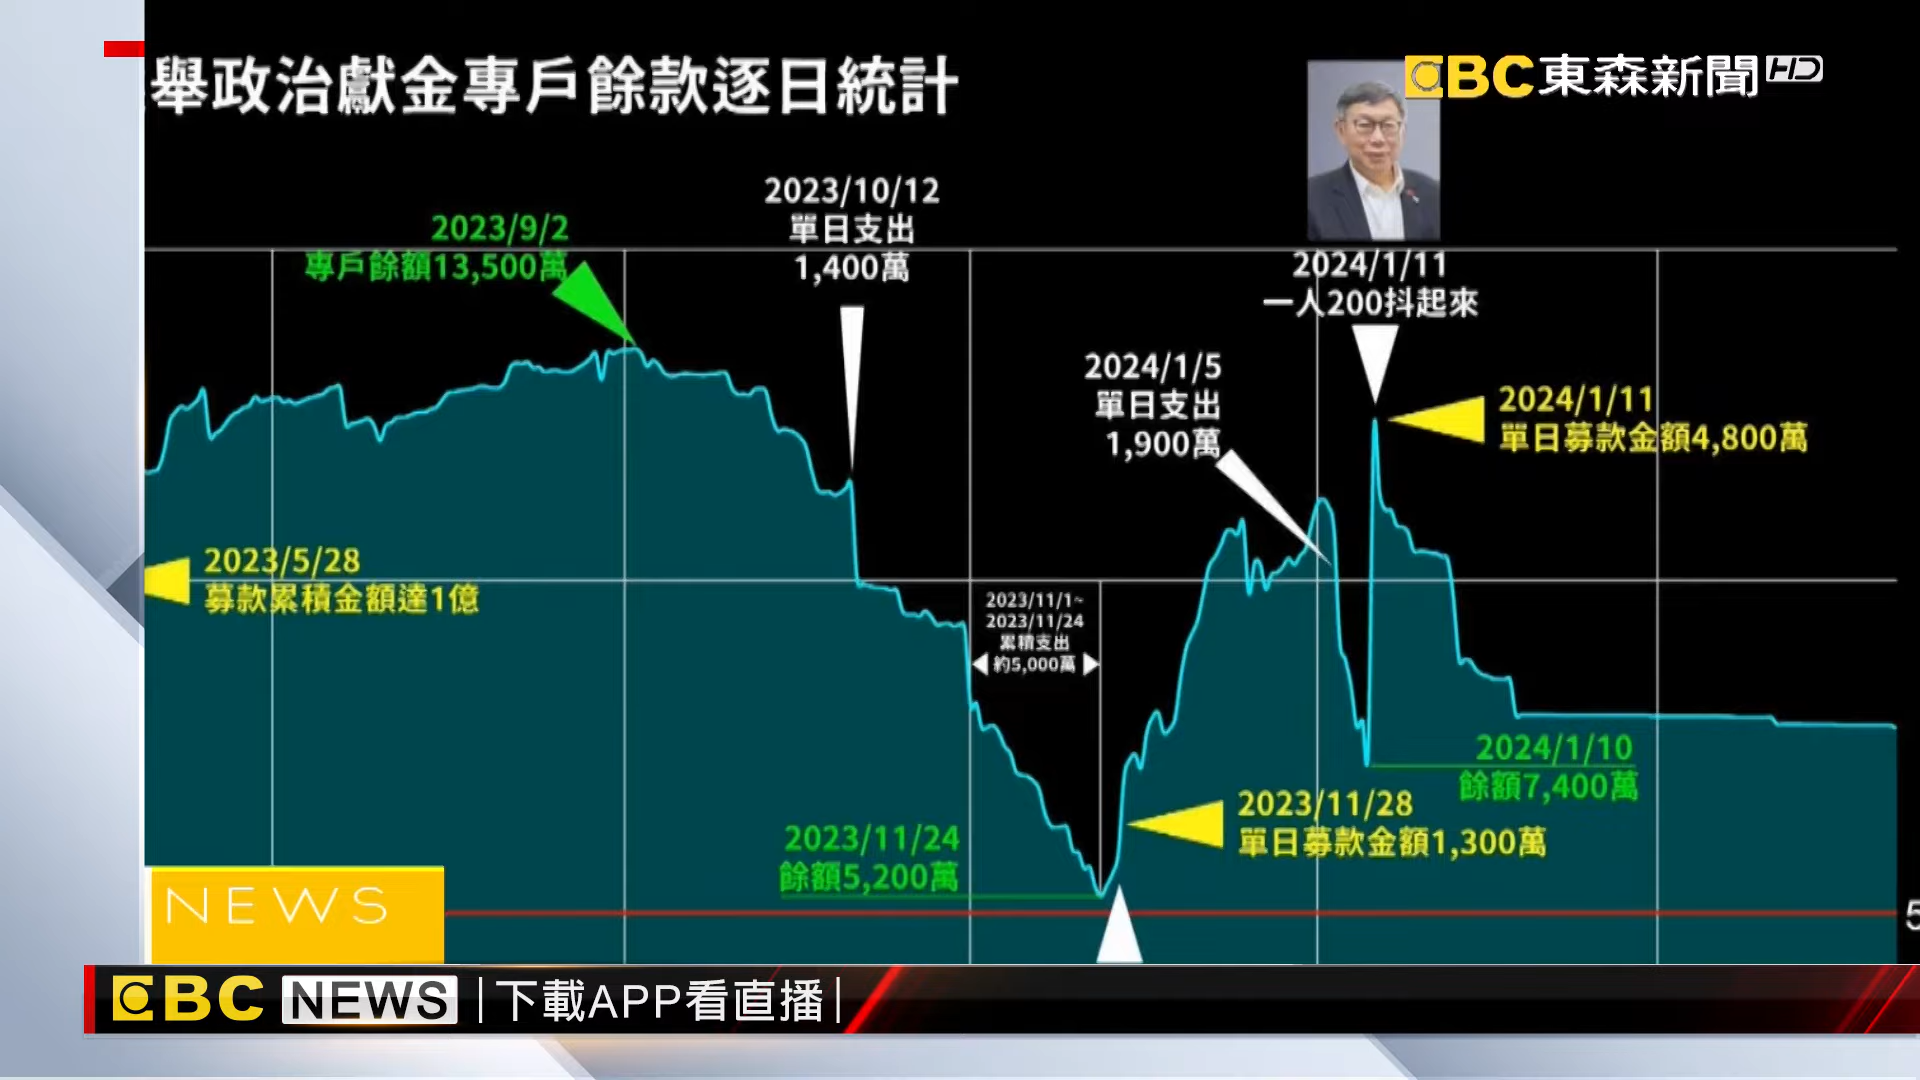 舉政治獻金專戶餘款逐日統計
EBC東森新聞HD
2023/9/2
專戶餘額13,500萬
2023/10/12
單日支出
1,400萬
2024/1/11
一人200抖起來
2024/1/5
單日支出
1,900萬
2024/1/11
單日募款金額4,800萬
2023/5/28
募款累積金額達1億
2023/11/1~
2023/11/24
累積支出
約5,000萬
2024/1/10
餘額7,400萬
2023/11/28
單日募款金額1,300萬
2023/11/24
餘額5,200萬
5
NEWS
EBC NEWS 下載APP看直播